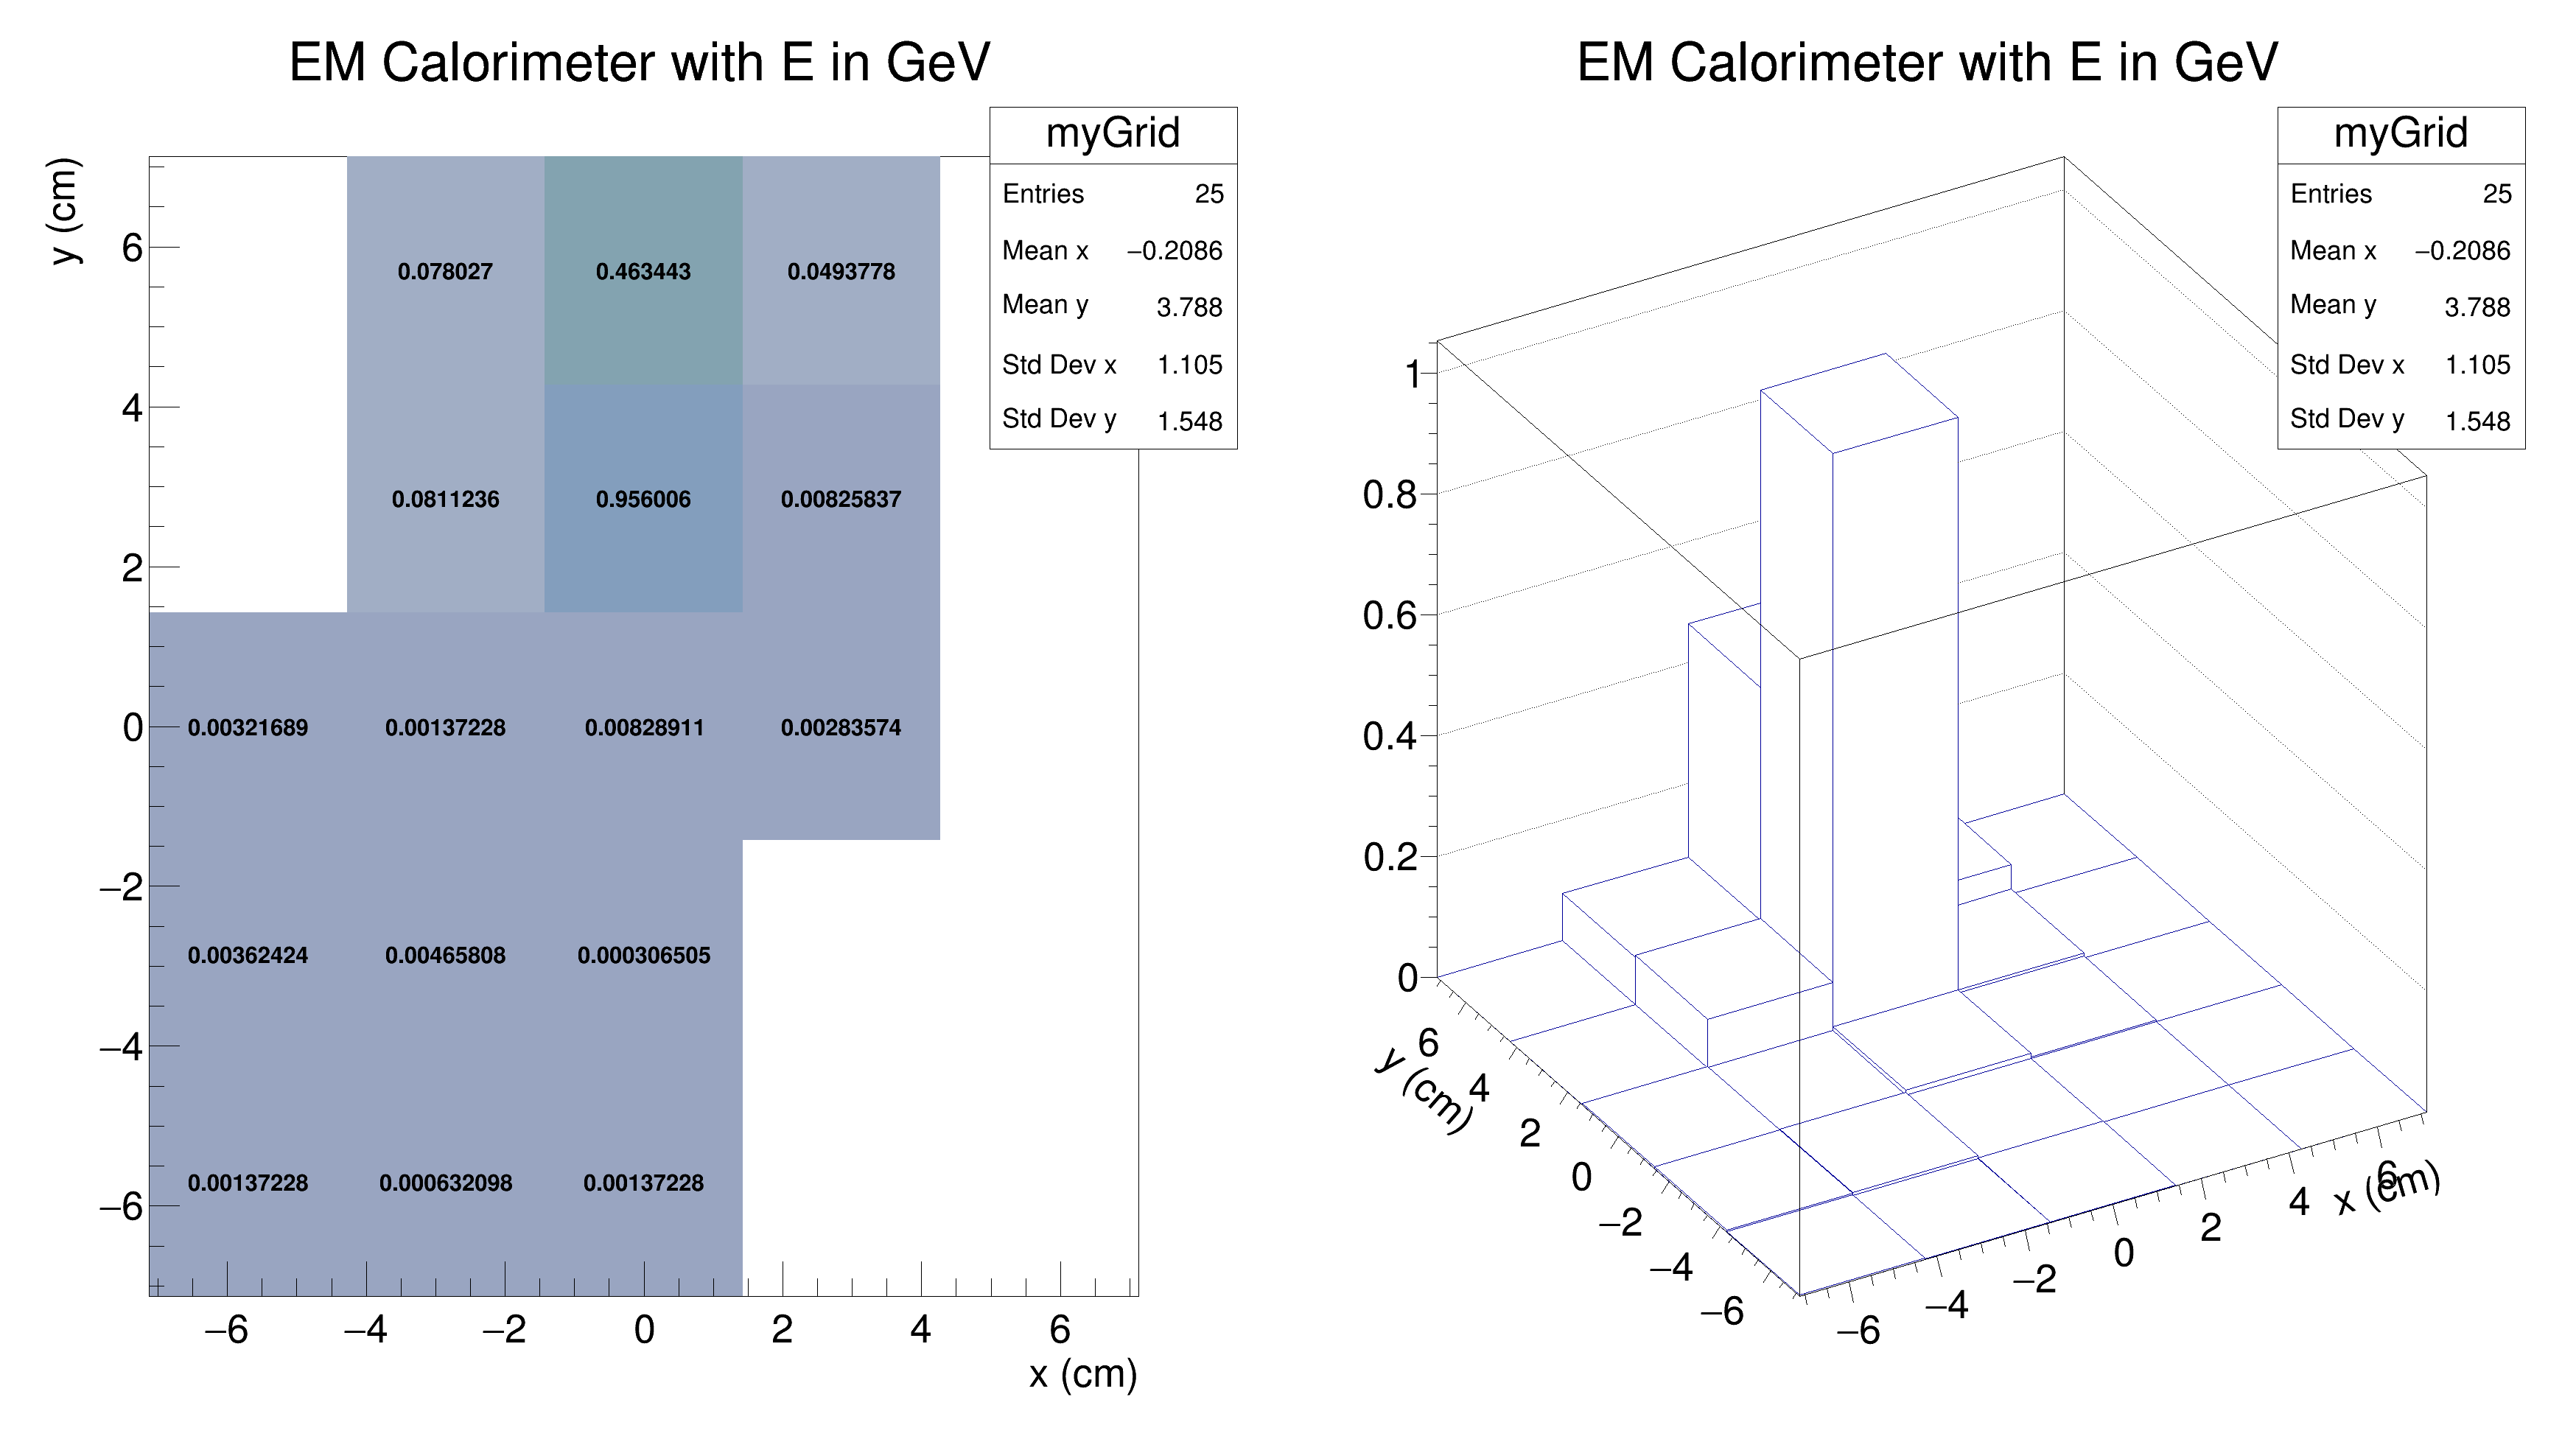 EM Calorimeter with E in GeV
myGrid
Entries 25
Mean x −0.2086
Mean y 3.788
Std Dev x 1.105
Std Dev y 1.548
y (cm)
6
4
2
0
−2
−4
−6
0.078027 0.463443 0.0493778
0.0811236 0.956006 0.00825837
0.00321689 0.00137228 0.00828911 0.00283574
0.00362424 0.00465808 0.000306505
0.00137228 0.000632098 0.00137228
−6 −4 −2 0 2 4 6
x (cm)
EM Calorimeter with E in GeV
myGrid
Entries 25
Mean x −0.2086
Mean y 3.788
Std Dev x 1.105
Std Dev y 1.548
1
0.8
0.6
0.4
0.2
0
y (cm)
6
4
2
0
−2
−4
−6
−6 −4 −2 0 2 4 6
x (cm)